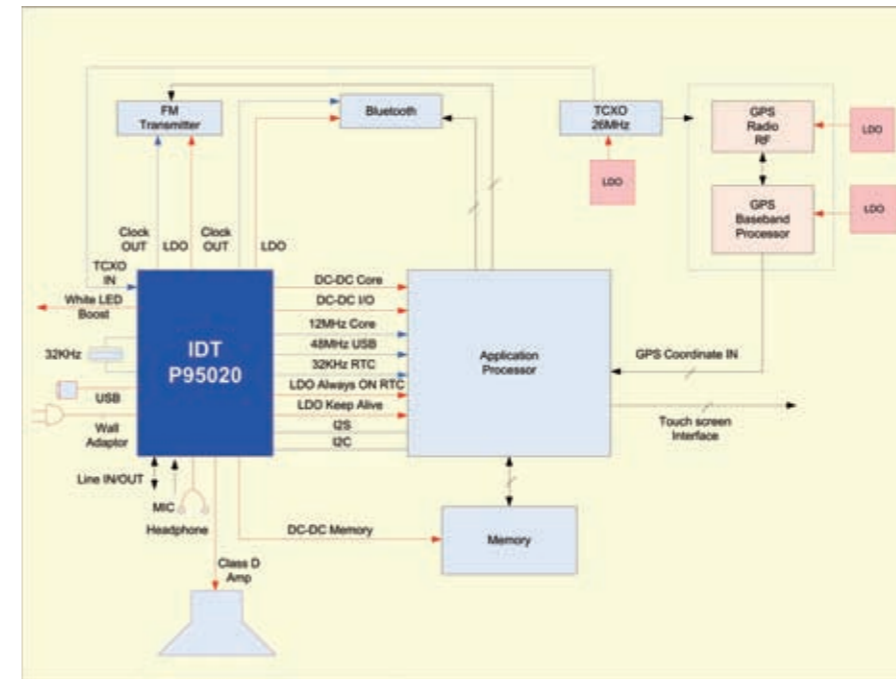 FM
Transmitter
Bluetooth
TCXO
26MHz
GPS
Radio
RF
LDO
LDO
GPS
Baseband
Processor
LDO
Clock
OUT
LDO
Clock
OUT
LDO
TCXO
IN
White LED
Boost
32KHz
USB
Wall
Adaptor
Line IN/OUT
MIC
Headphone
IDT
P95020
DC-DC Core
DC-DC I/O
12MHz Core
48MHz USB
32KHz RTC
LDO Always ON RTC
LDO Keep Alive
I2S
I2C
Application
Processor
GPS Coordinate IN
Touch screen
Interface
DC-DC Memory
Memory
Class D
Amp